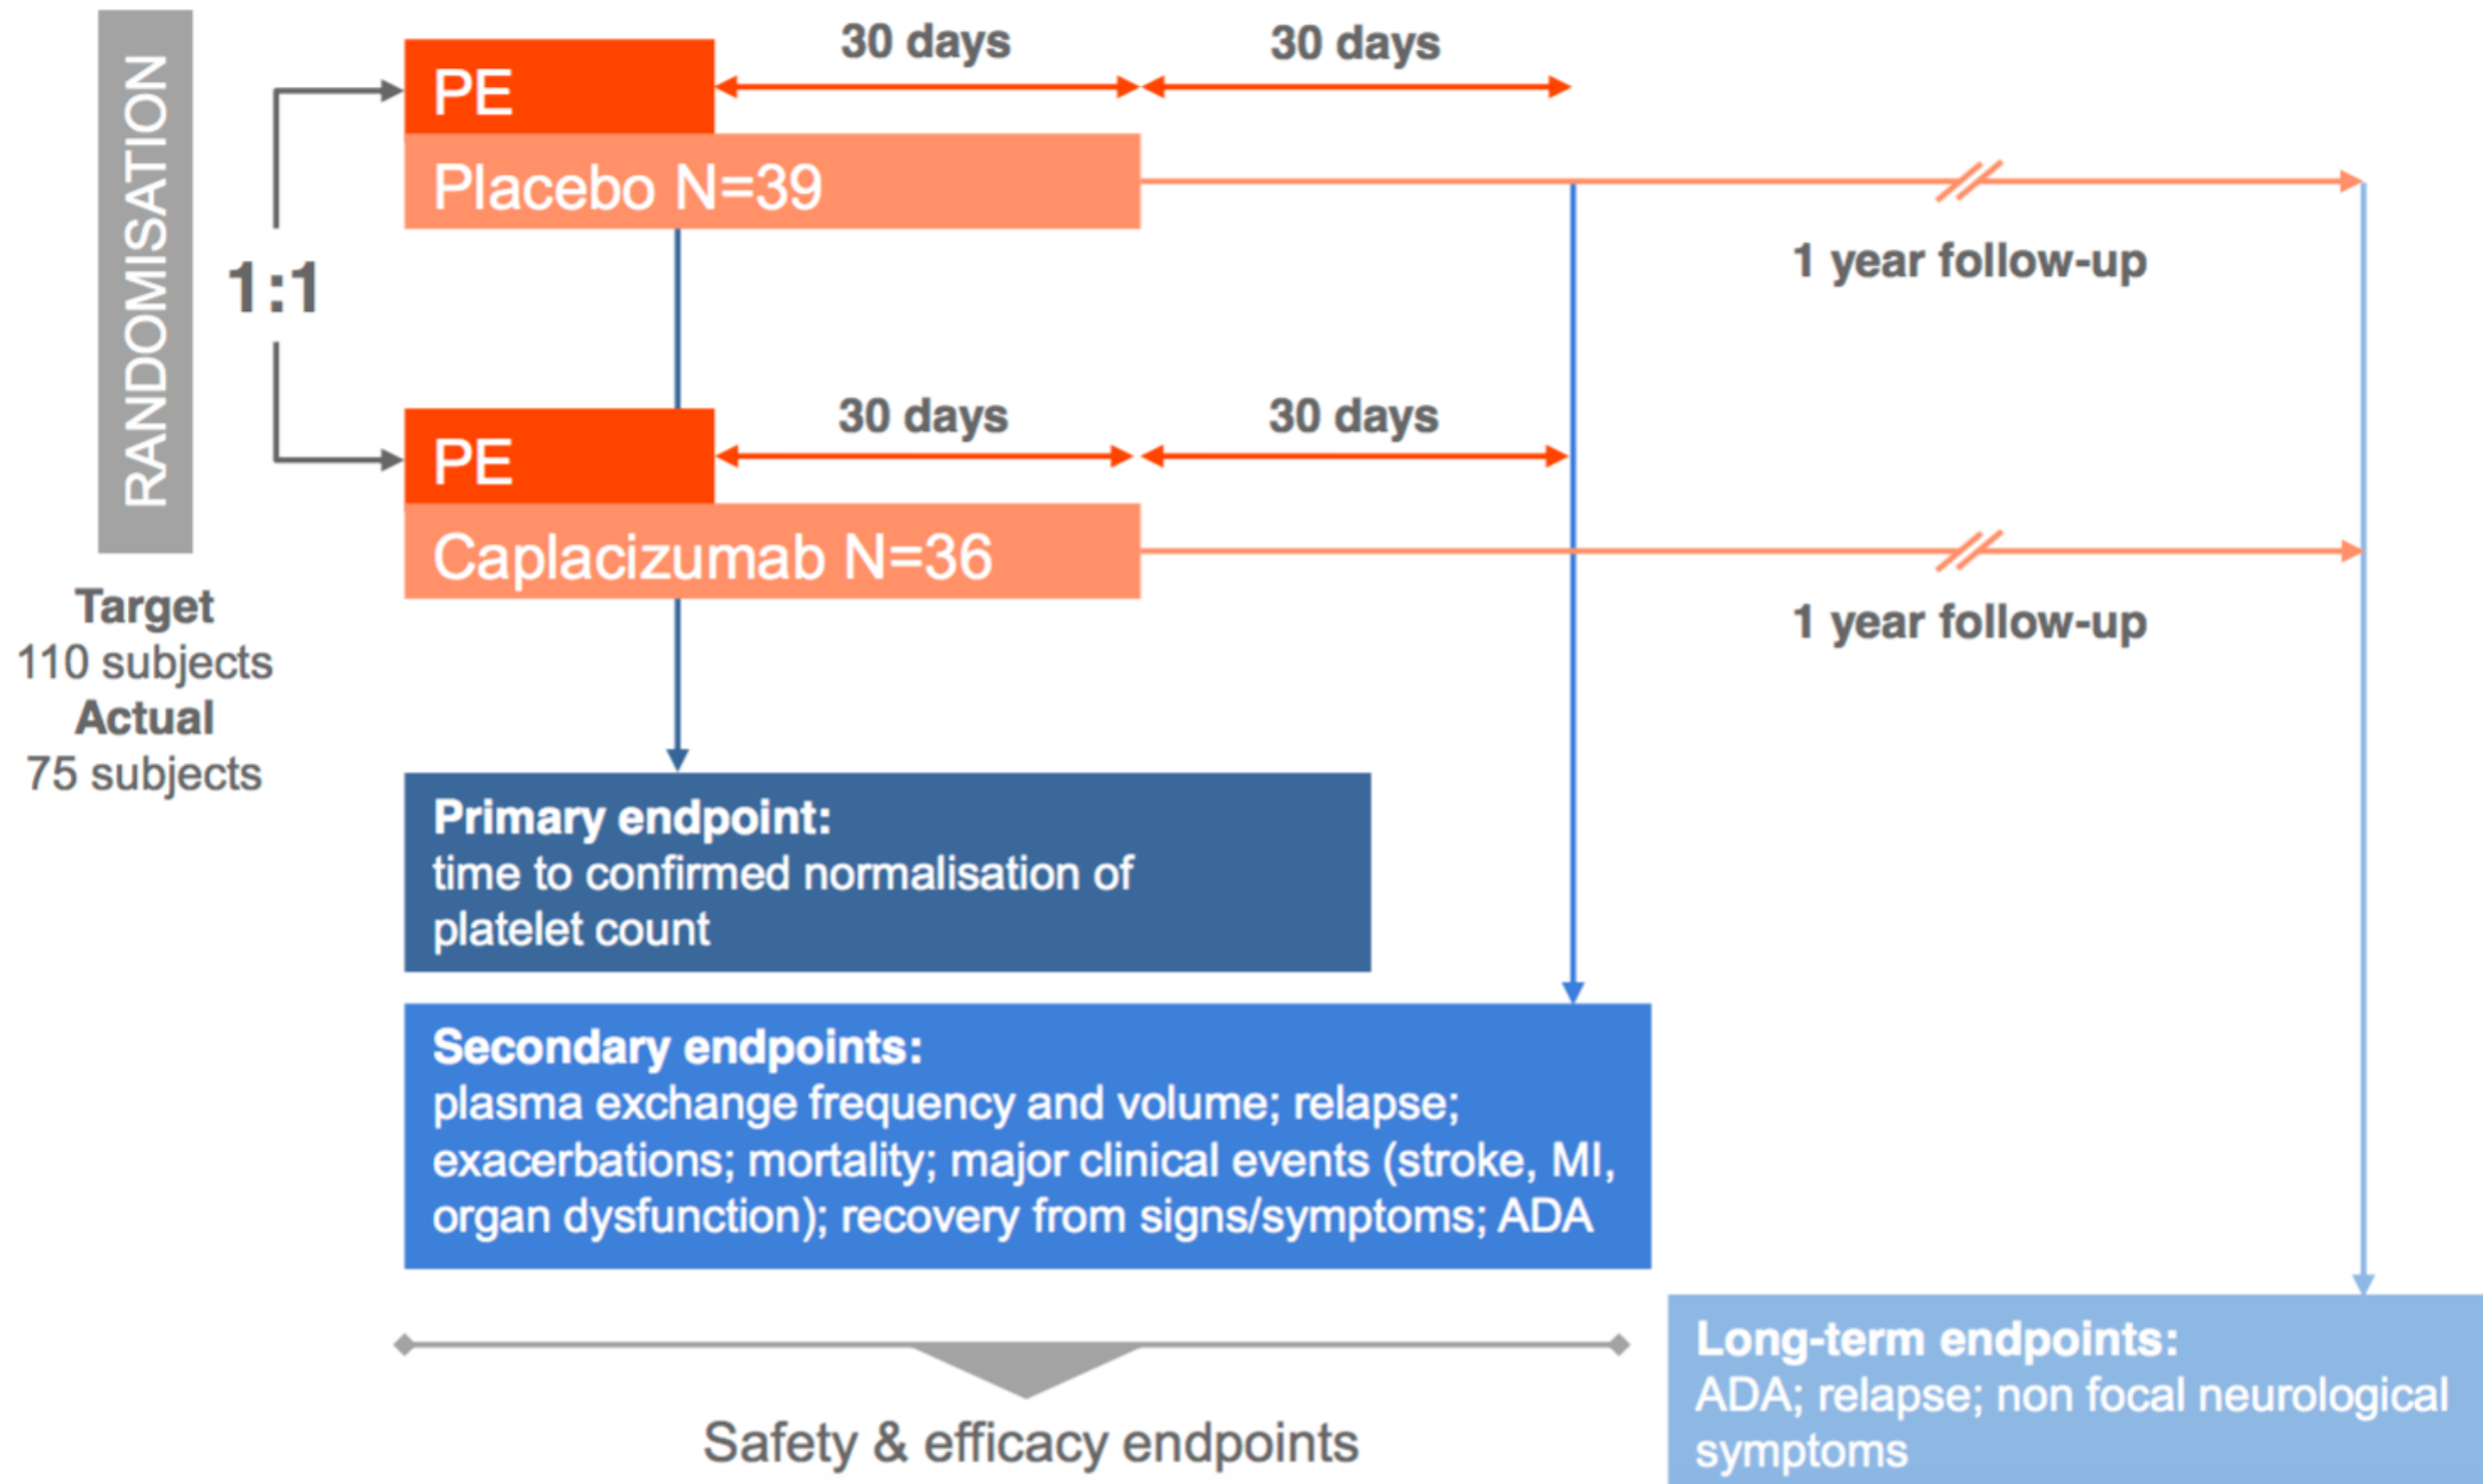 RANDOMISATION
Target
110 subjects
Actual
75 subjects
1:1
30 days
30 days
PE
Placebo N=39
1 year follow-up
30 days
30 days
PE
Caplacizumab N=36
1 year follow-up
Primary endpoint:
time to confirmed normalisation of
platelet count
Secondary endpoints:
plasma exchange frequency and volume; relapse;
exacerbations; mortality; major clinical events (stroke, MI,
organ dysfunction); recovery from signs/symptoms; ADA
Safety & efficacy endpoints
Long-term endpoints:
ADA; relapse; non focal neurological
symptoms